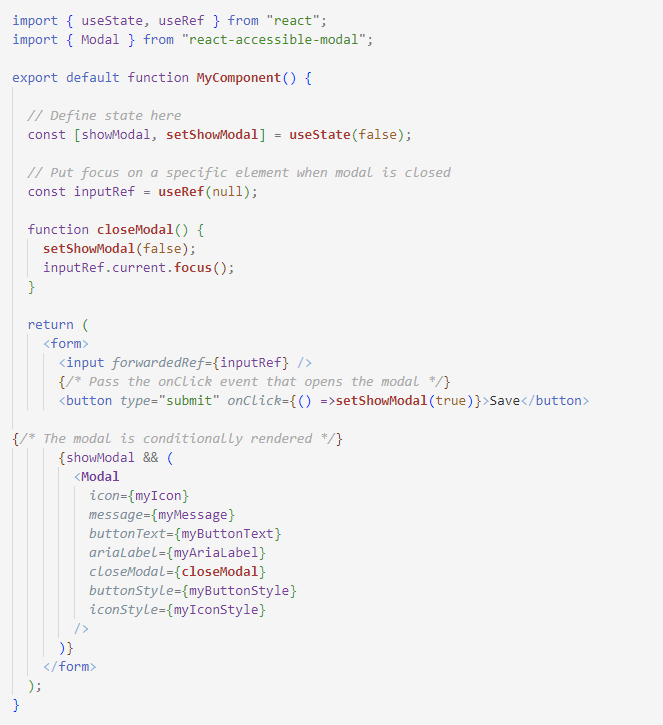 import { useState, useRef } from "react";
import { Modal } from "react-accessible-modal";
export default function MyComponent() {
// Define state here
const [showModal, setShowModal] = useState(false);
// Put focus on a specific element when modal is closed
const inputRef = useRef(null);
function closeModal() {
setShowModal(false);
inputRef.current.focus();
}
return (
<form>
<input forwardedRef={inputRef} />
{/* Pass the onClick event that opens the modal */}
<button type="submit" onClick={() =>setShowModal(true)}>Save</button>
{/* The modal is conditionally rendered */}
{showModal && (
<Modal
icon={myIcon}
message={myMessage}
buttonText={myButtonText}
ariaLabel={myAriaLabel}
closeModal={closeModal}
buttonStyle={myButtonStyle}
iconStyle={myIconStyle}
/>
)}
</form>
);
}